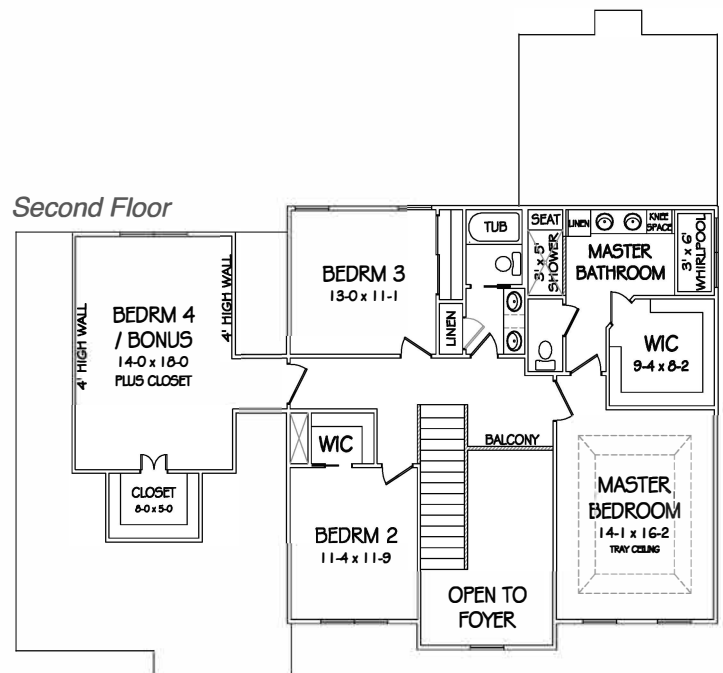 Second Floor
BEDRM 4
/ BONUS
14-0 x 18-0
PLUS CLOSET
4' HIGH WALL
4' HIGH WALL
CLOSET
8-0 x 5-0
BEDRM 3
13-0 x 11-1
LINEN
TUB
SEAT
3' x 5'
SHOWER
LINEN
KNEE
SPACE
3' x 6'
WHIRLPOOL
MASTER
BATHROOM
WIC
9-4 x 8-2
WIC
BALCONY
BEDRM 2
11-4 x 11-9
MASTER
BEDROOM
14-1 x 16-2
TRAY CEILING
OPEN TO
FOYER